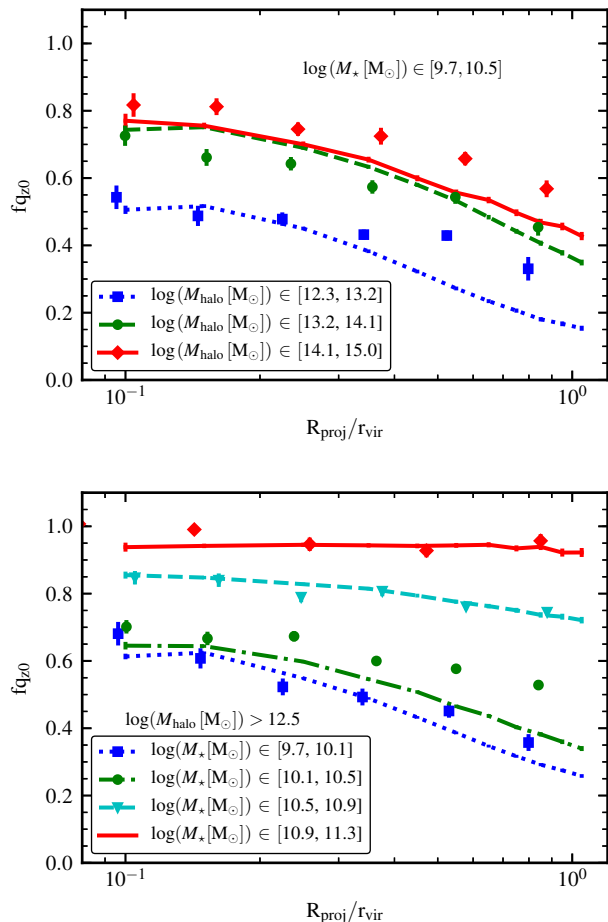 log(M⋆ [M⊙]) ∈ [9.7, 10.5]
1.0
0.8
0.6
0.4
0.2
0.0
fq_z0
log(M_halo [M⊙]) ∈ [12.3, 13.2]
log(M_halo [M⊙]) ∈ [13.2, 14.1]
log(M_halo [M⊙]) ∈ [14.1, 15.0]
10⁻¹ 10⁰
R_proj/r_vir
1.0
0.8
0.6
0.4
0.2
0.0
fq_z0
log(M_halo [M⊙]) > 12.5
log(M⋆[M⊙]) ∈ [9.7, 10.1]
log(M⋆[M⊙]) ∈ [10.1, 10.5]
log(M⋆[M⊙]) ∈ [10.5, 10.9]
log(M⋆[M⊙]) ∈ [10.9, 11.3]
10⁻¹ 10⁰
R_proj/r_vir